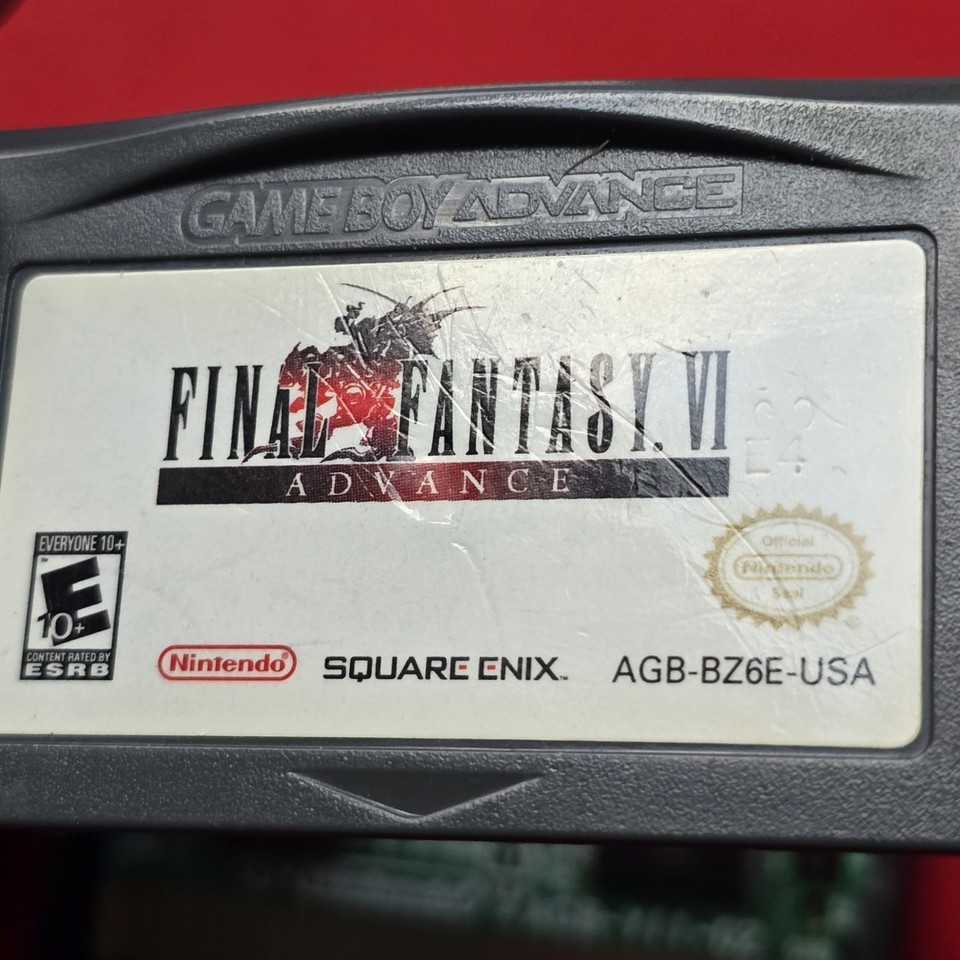 GAME BOY ADVANCE
FINAL FANTASY VI
ADVANCE
EVERYONE 10+
E
10+
CONTENT RATED BY
ESRB
Official
Nintendo
Seal
Nintendo®
SQUARE ENIX™
AGB-BZ6E-USA